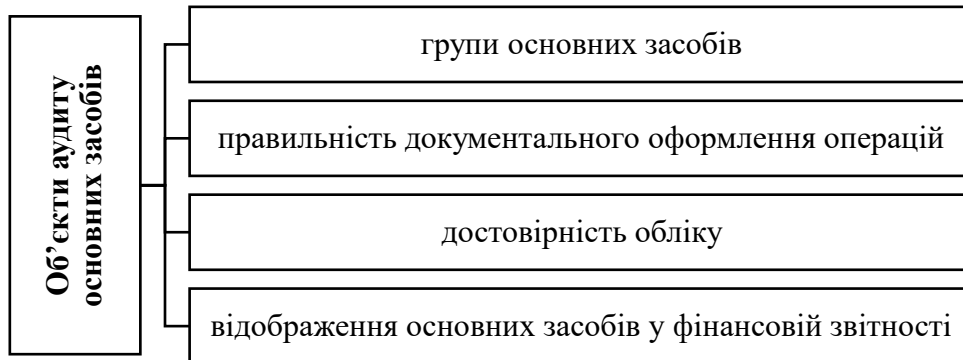 Об’єкти аудиту
основних засобів
групи основних засобів
правильність документального оформлення операцій
достовірність обліку
відображення основних засобів у фінансовій звітності